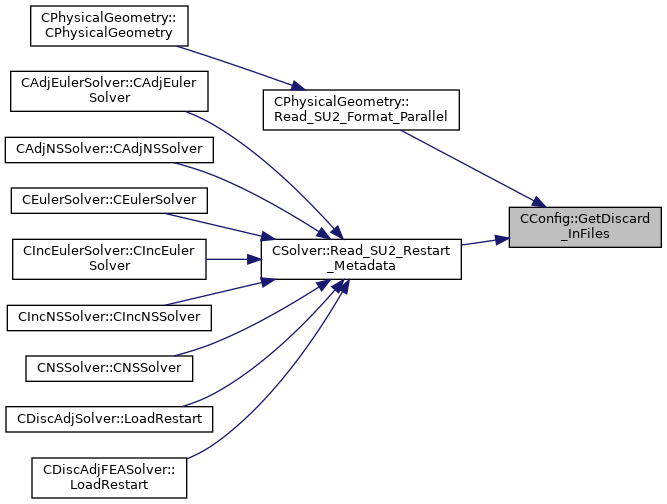 CPhysicalGeometry::
CPhysicalGeometry
CAdjEulerSolver::CAdjEuler
Solver
CAdjNSSolver::CAdjNSSolver
CEulerSolver::CEulerSolver
CIncEulerSolver::CIncEuler
Solver
CIncNSSolver::CIncNSSolver
CNSSolver::CNSSolver
CDiscAdjSolver::LoadRestart
CDiscAdjFEASolver::
LoadRestart
CPhysicalGeometry::
Read_SU2_Format_Parallel
CSolver::Read_SU2_Restart
_Metadata
CConfig::GetDiscard
_InFiles